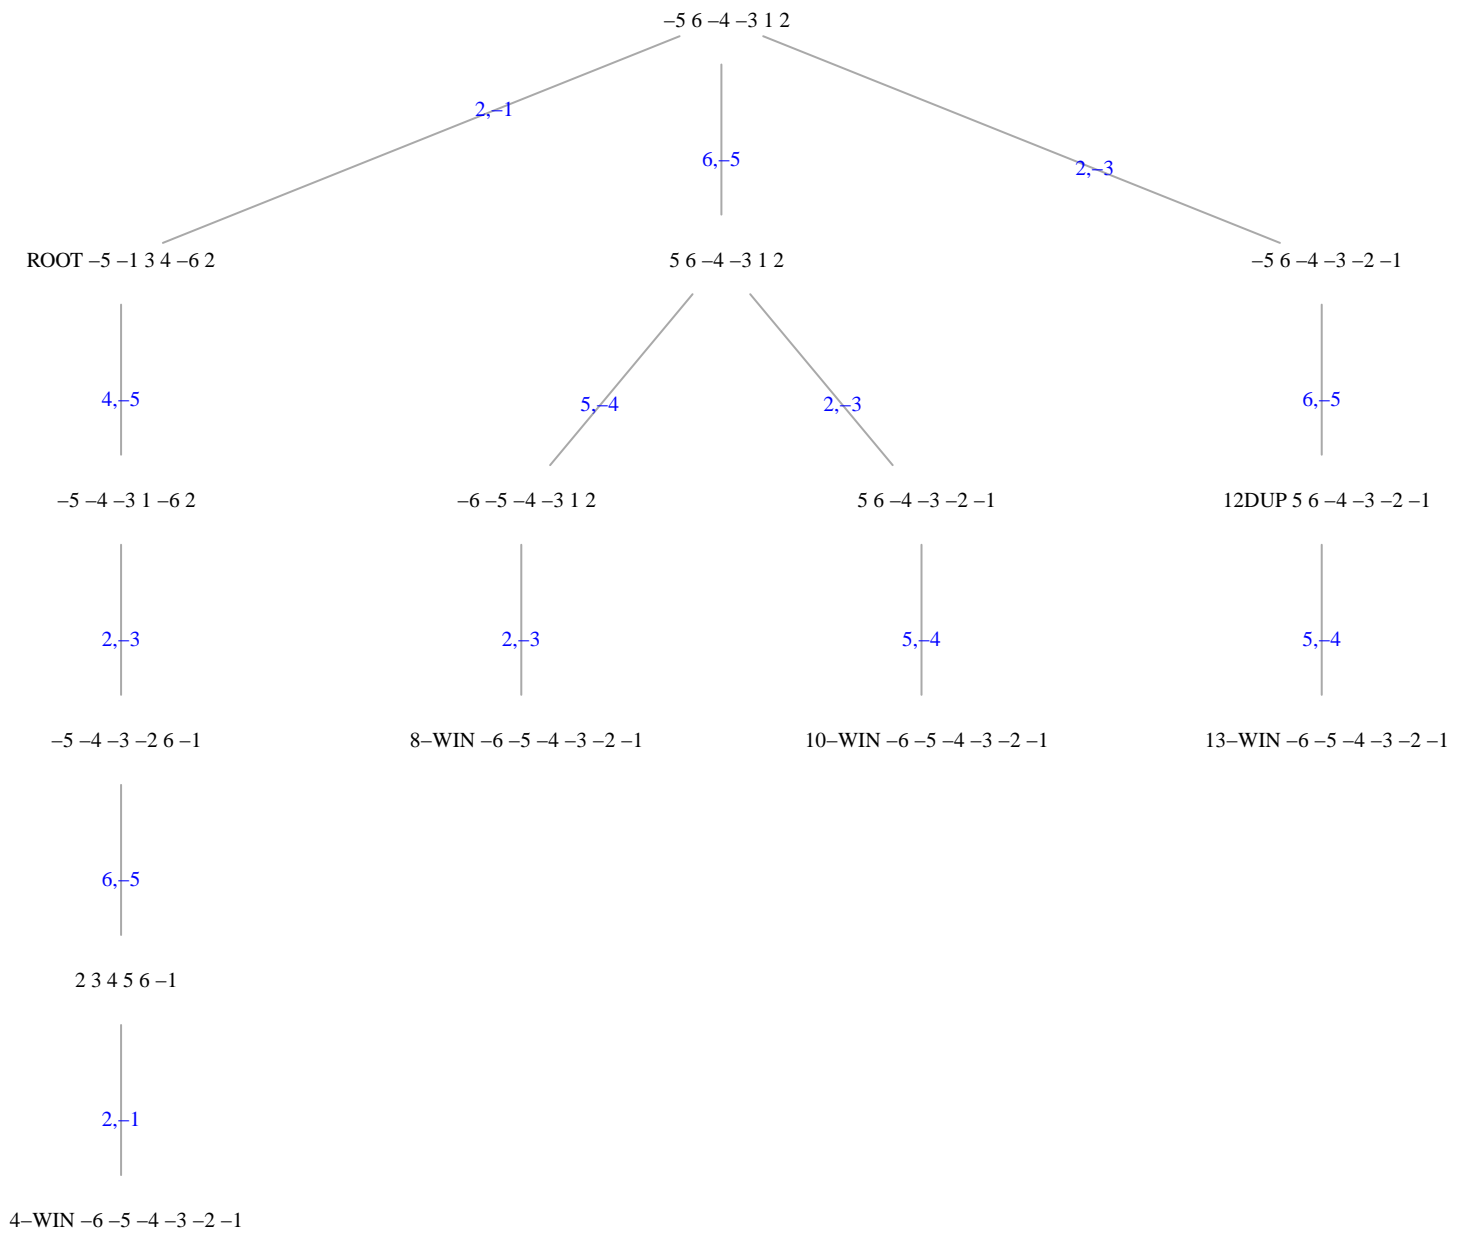 –5 6 –4 –3 1 2
2,–1
6,–5
2,–3
ROOT –5 –1 3 4 –6 2
5 6 –4 –3 1 2
–5 6 –4 –3 –2 –1
4,–5
5,–4
2,–3
6,–5
–5 –4 –3 1 –6 2
–6 –5 –4 –3 1 2
5 6 –4 –3 –2 –1
12DUP 5 6 –4 –3 –2 –1
2,–3
2,–3
5,–4
5,–4
–5 –4 –3 –2 6 –1
8–WIN –6 –5 –4 –3 –2 –1
10–WIN –6 –5 –4 –3 –2 –1
13–WIN –6 –5 –4 –3 –2 –1
6,–5
2 3 4 5 6 –1
2,–1
4–WIN –6 –5 –4 –3 –2 –1